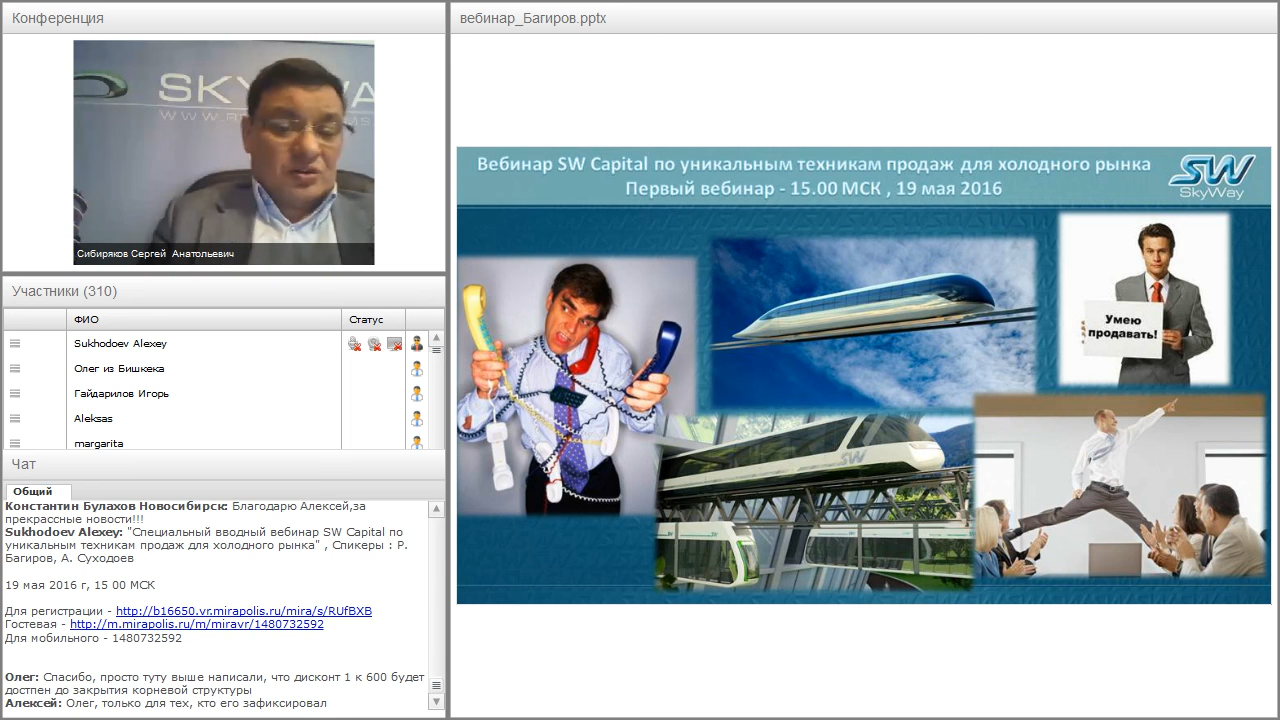 Конференция
SKYWAY
Сибиряков Сергей Анатольевич
Участники (310)
ФИО
Статус
Sukhodoev Alexey
Олег из Бишкека
Гайдарилов Игорь
Aleksas
margarita
Чат
Общий
Константин Булахов Новосибирск: Благодарю Алексей,за
прекрассные новости!!!
Sukhodoev Alexey: "Специальный вводный вебинар SW Capital по
уникальным техникам продаж для холодного рынка" , Спикеры : Р.
Багиров, А. Суходоев
19 мая 2016 г, 15 00 МСК
Для регистрации - http://b16650.vr.mirapolis.ru/mira/s/RUfBXB
Гостевая - http://m.mirapolis.ru/m/miravr/1480732592
Для мобильного - 1480732592
Олег: Спасибо, просто туту выше написали, что дисконт 1 к 600 будет
достпен до закрытия корневой структуры
Алексей: Олег, только для тех, кто его зафиксировал
вебинар_Багиров.pptx
Вебинар SW Capital по уникальным техникам продаж для холодного рынка
Первый вебинар - 15.00 МСК , 19 мая 2016
SW
SkyWay
Умею
продавать!
SW